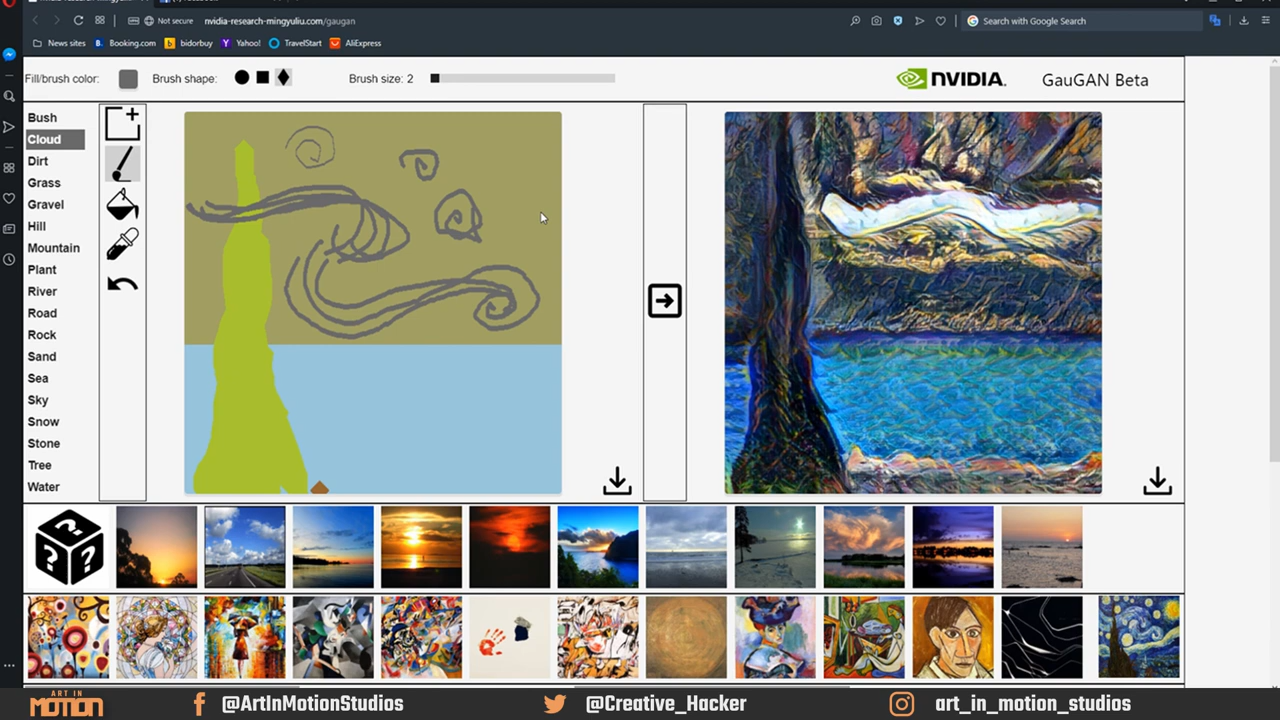 Not secure
nvidia-research-mingyuliu.com/gaugan
Search with Google Search
News sites
B. Booking.com
bidorbuy
Y Yahoo!
TravelStart
AliExpress
Fill/brush color:
Brush shape:
Brush size: 2
NVIDIA.
GauGAN Beta
Bush
Cloud
Dirt
Grass
Gravel
Hill
Mountain
Plant
River
Road
Rock
Sand
Sea
Sky
Snow
Stone
Tree
Water
ART IN
MOTION
@ArtInMotionStudios
@Creative_Hacker
art_in_motion_studios